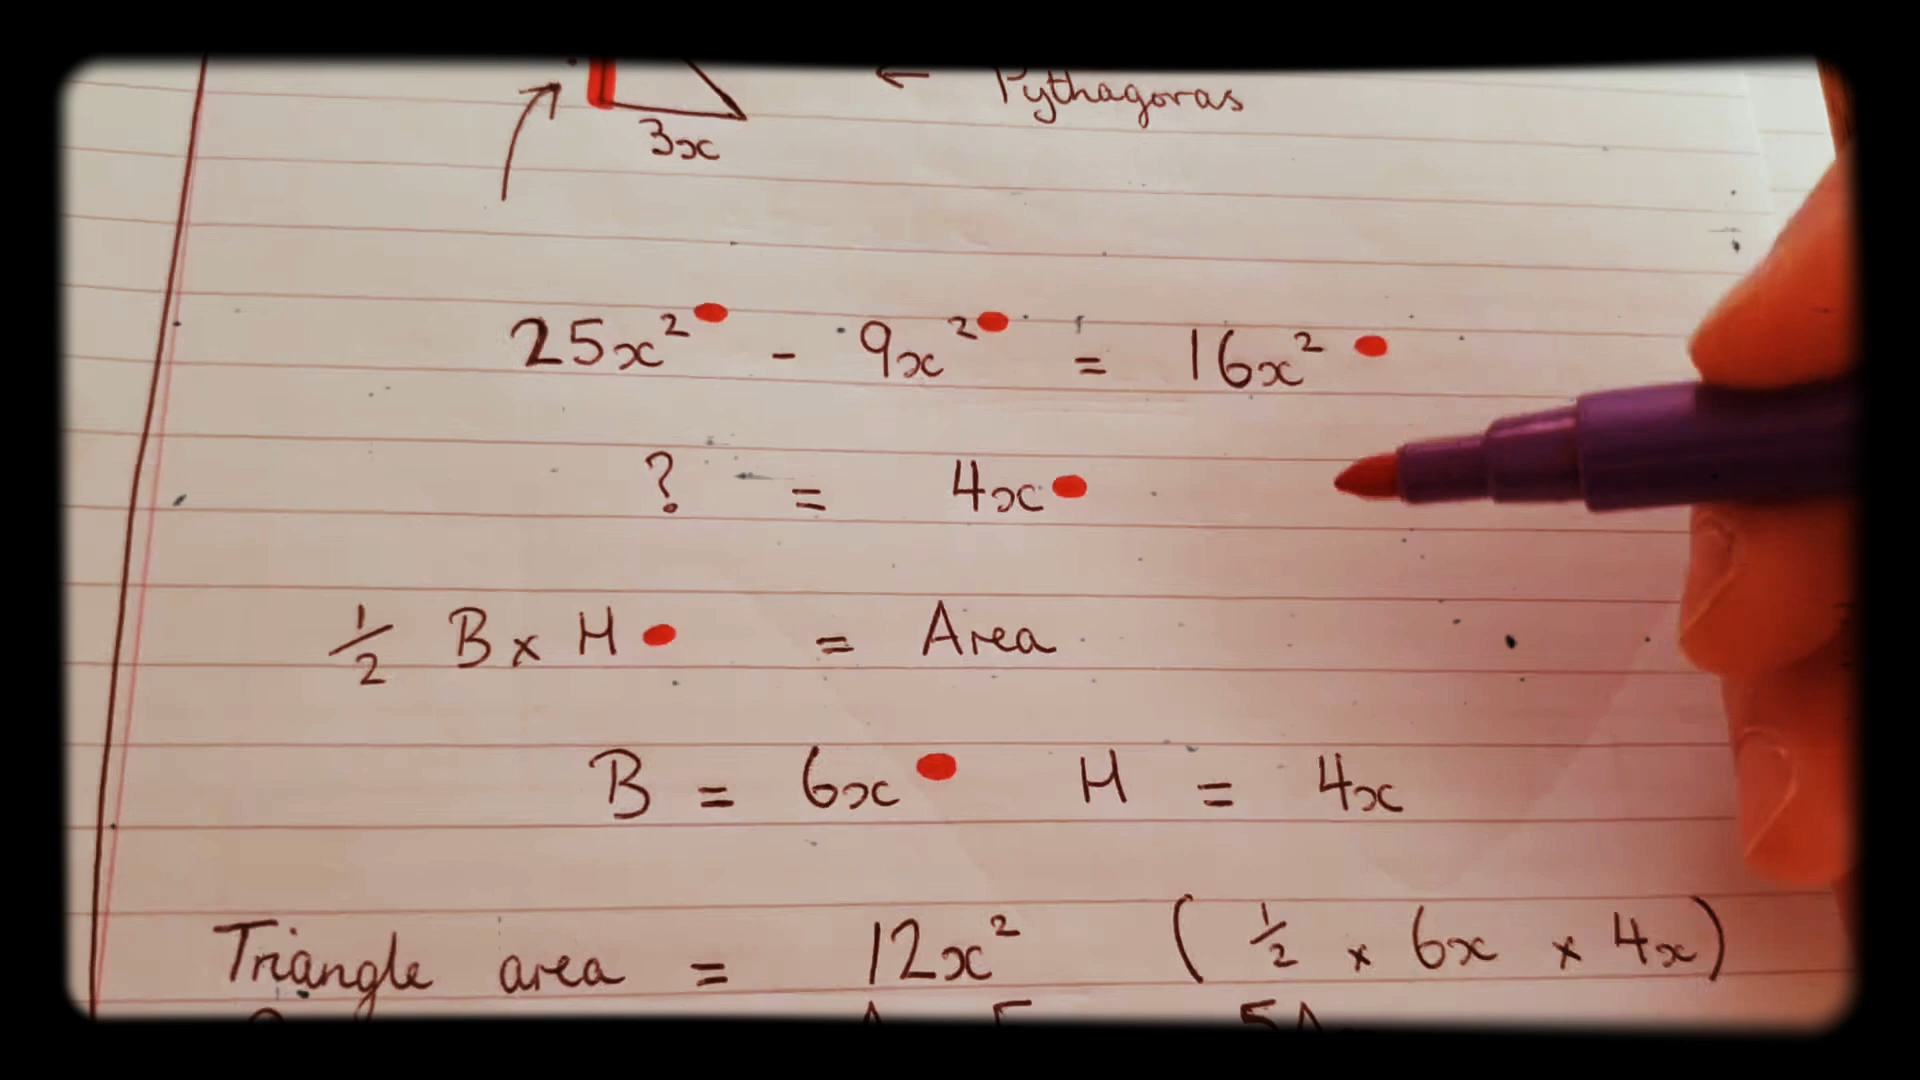 ← Pythagoras
3x
25x² - 9x² = 16x²
? = 4x
½ B x H = Area
B = 6x H = 4x
Triangle area = 12x² ( ½ x 6x x 4x )